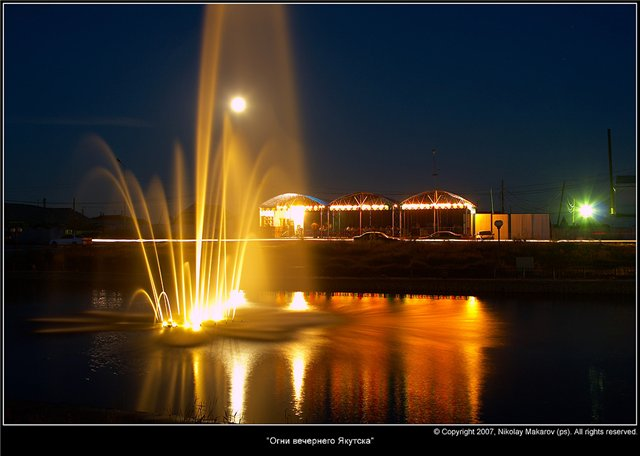 © Copyright 2007, Nikolay Makarov (ps). All rights reserved.
"Огни вечернего Якутска"